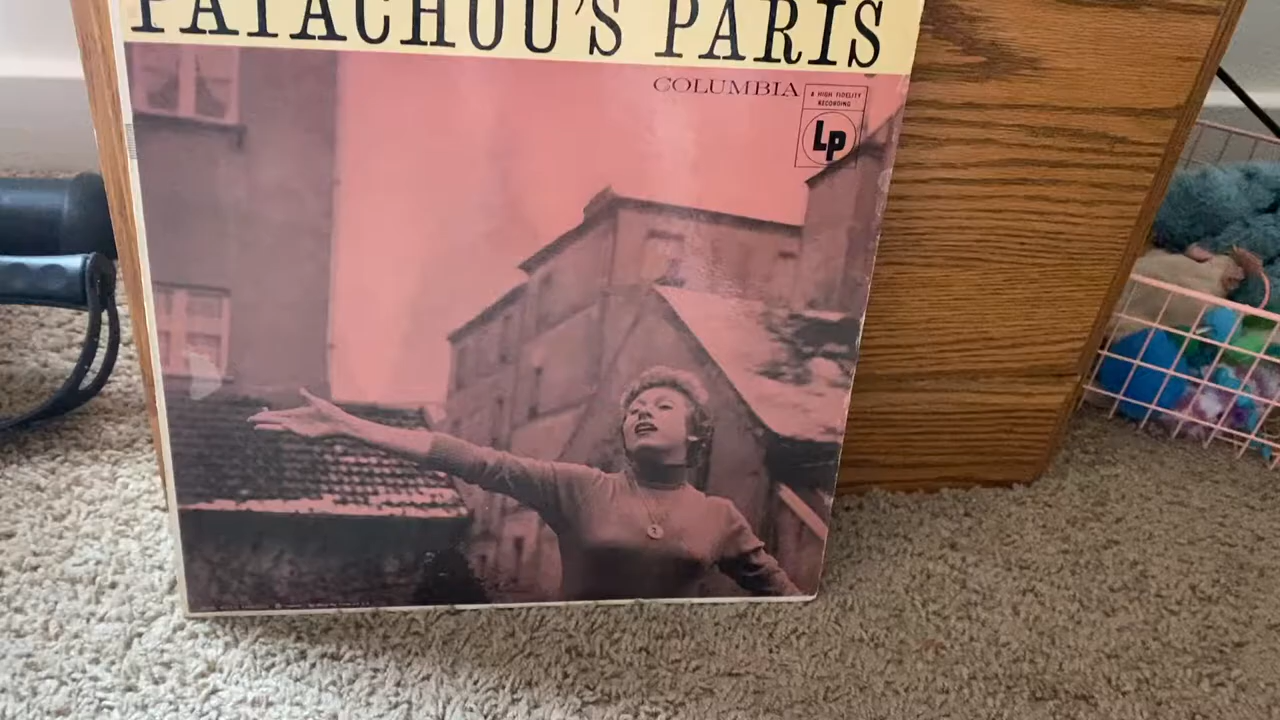 PATACHOU'S PARIS
COLUMBIA
A HIGH FIDELITY
RECORDING
Lp